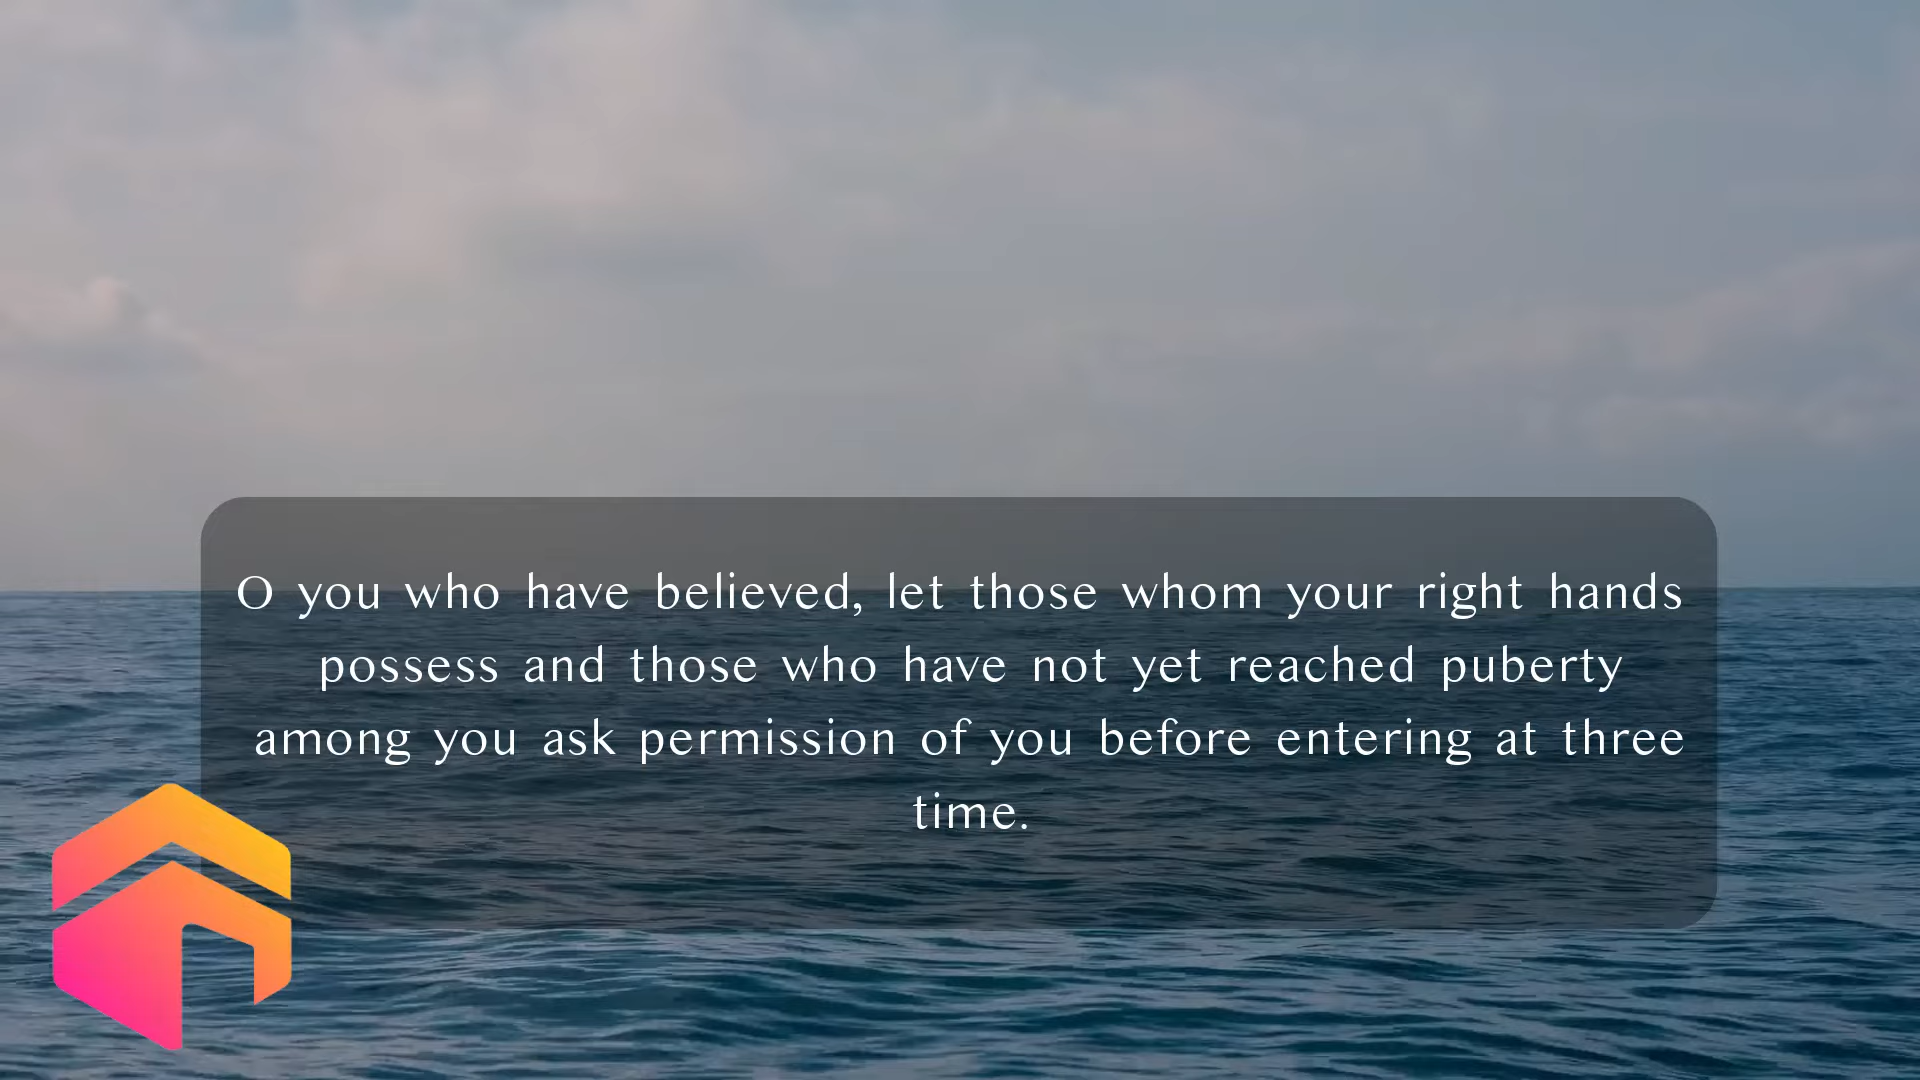 O you who have believed, let those whom your right hands
possess and those who have not yet reached puberty
among you ask permission of you before entering at three
time.